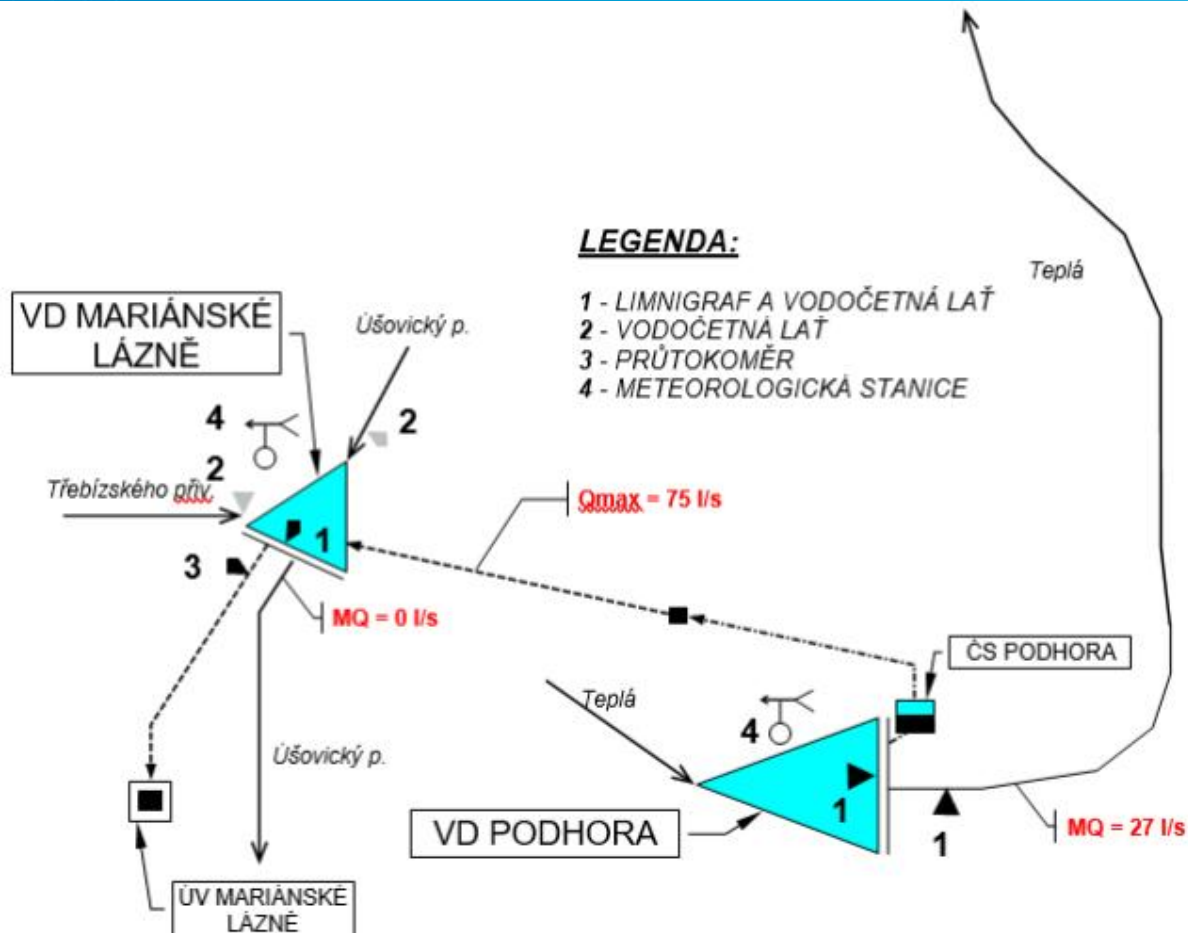 LEGENDA:
1 - LIMNIGRAF A VODOČETNÁ LAŤ
2 - VODOČETNÁ LAŤ
3 - PRŮTOKOMĚR
4 - METEOROLOGICKÁ STANICE
Teplá
VD MARIÁNSKÉ
LÁZNĚ
Úšovický p.
4
2
2
Třebízského přiv.
1
3
Qmax = 75 l/s
MQ = 0 l/s
ČS PODHORA
Teplá
4
Úšovický p.
1
VD PODHORA
1
MQ = 27 l/s
ÚV MARIÁNSKÉ
LÁZNĚ